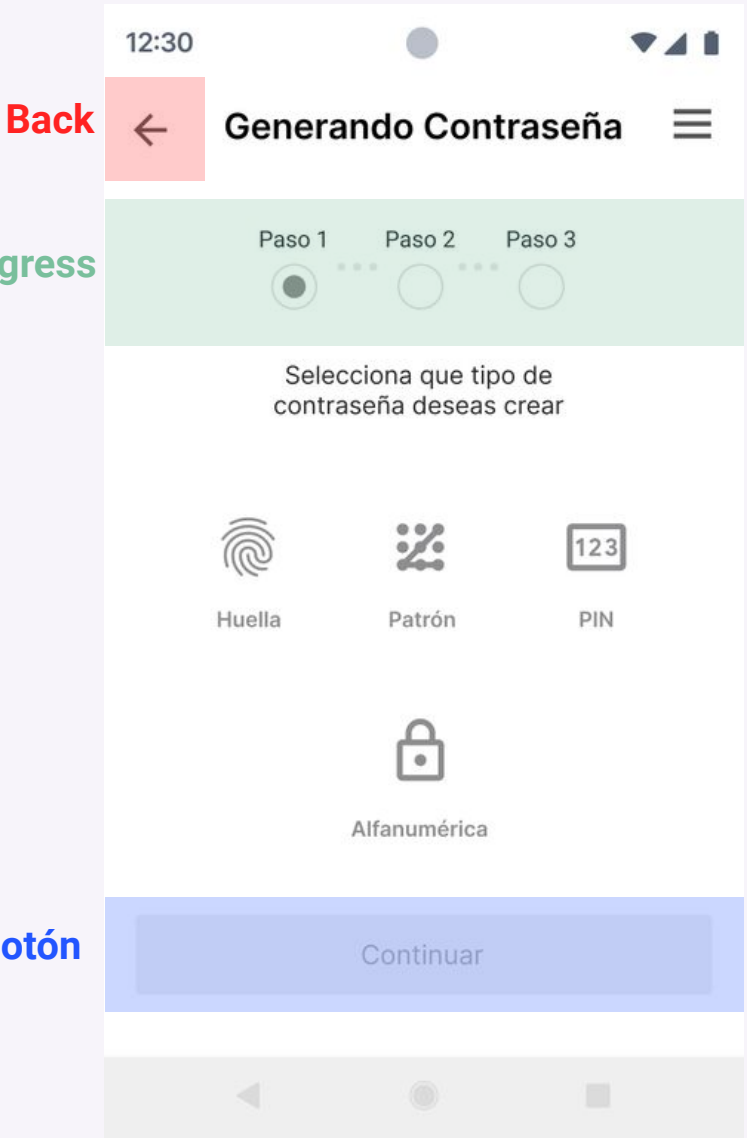 12:30
Back
Generando Contraseña
Paso 1 Paso 2 Paso 3
gress
Selecciona que tipo de
contraseña deseas crear
123
Huella Patrón PIN
Alfanumérica
otón
Continuar